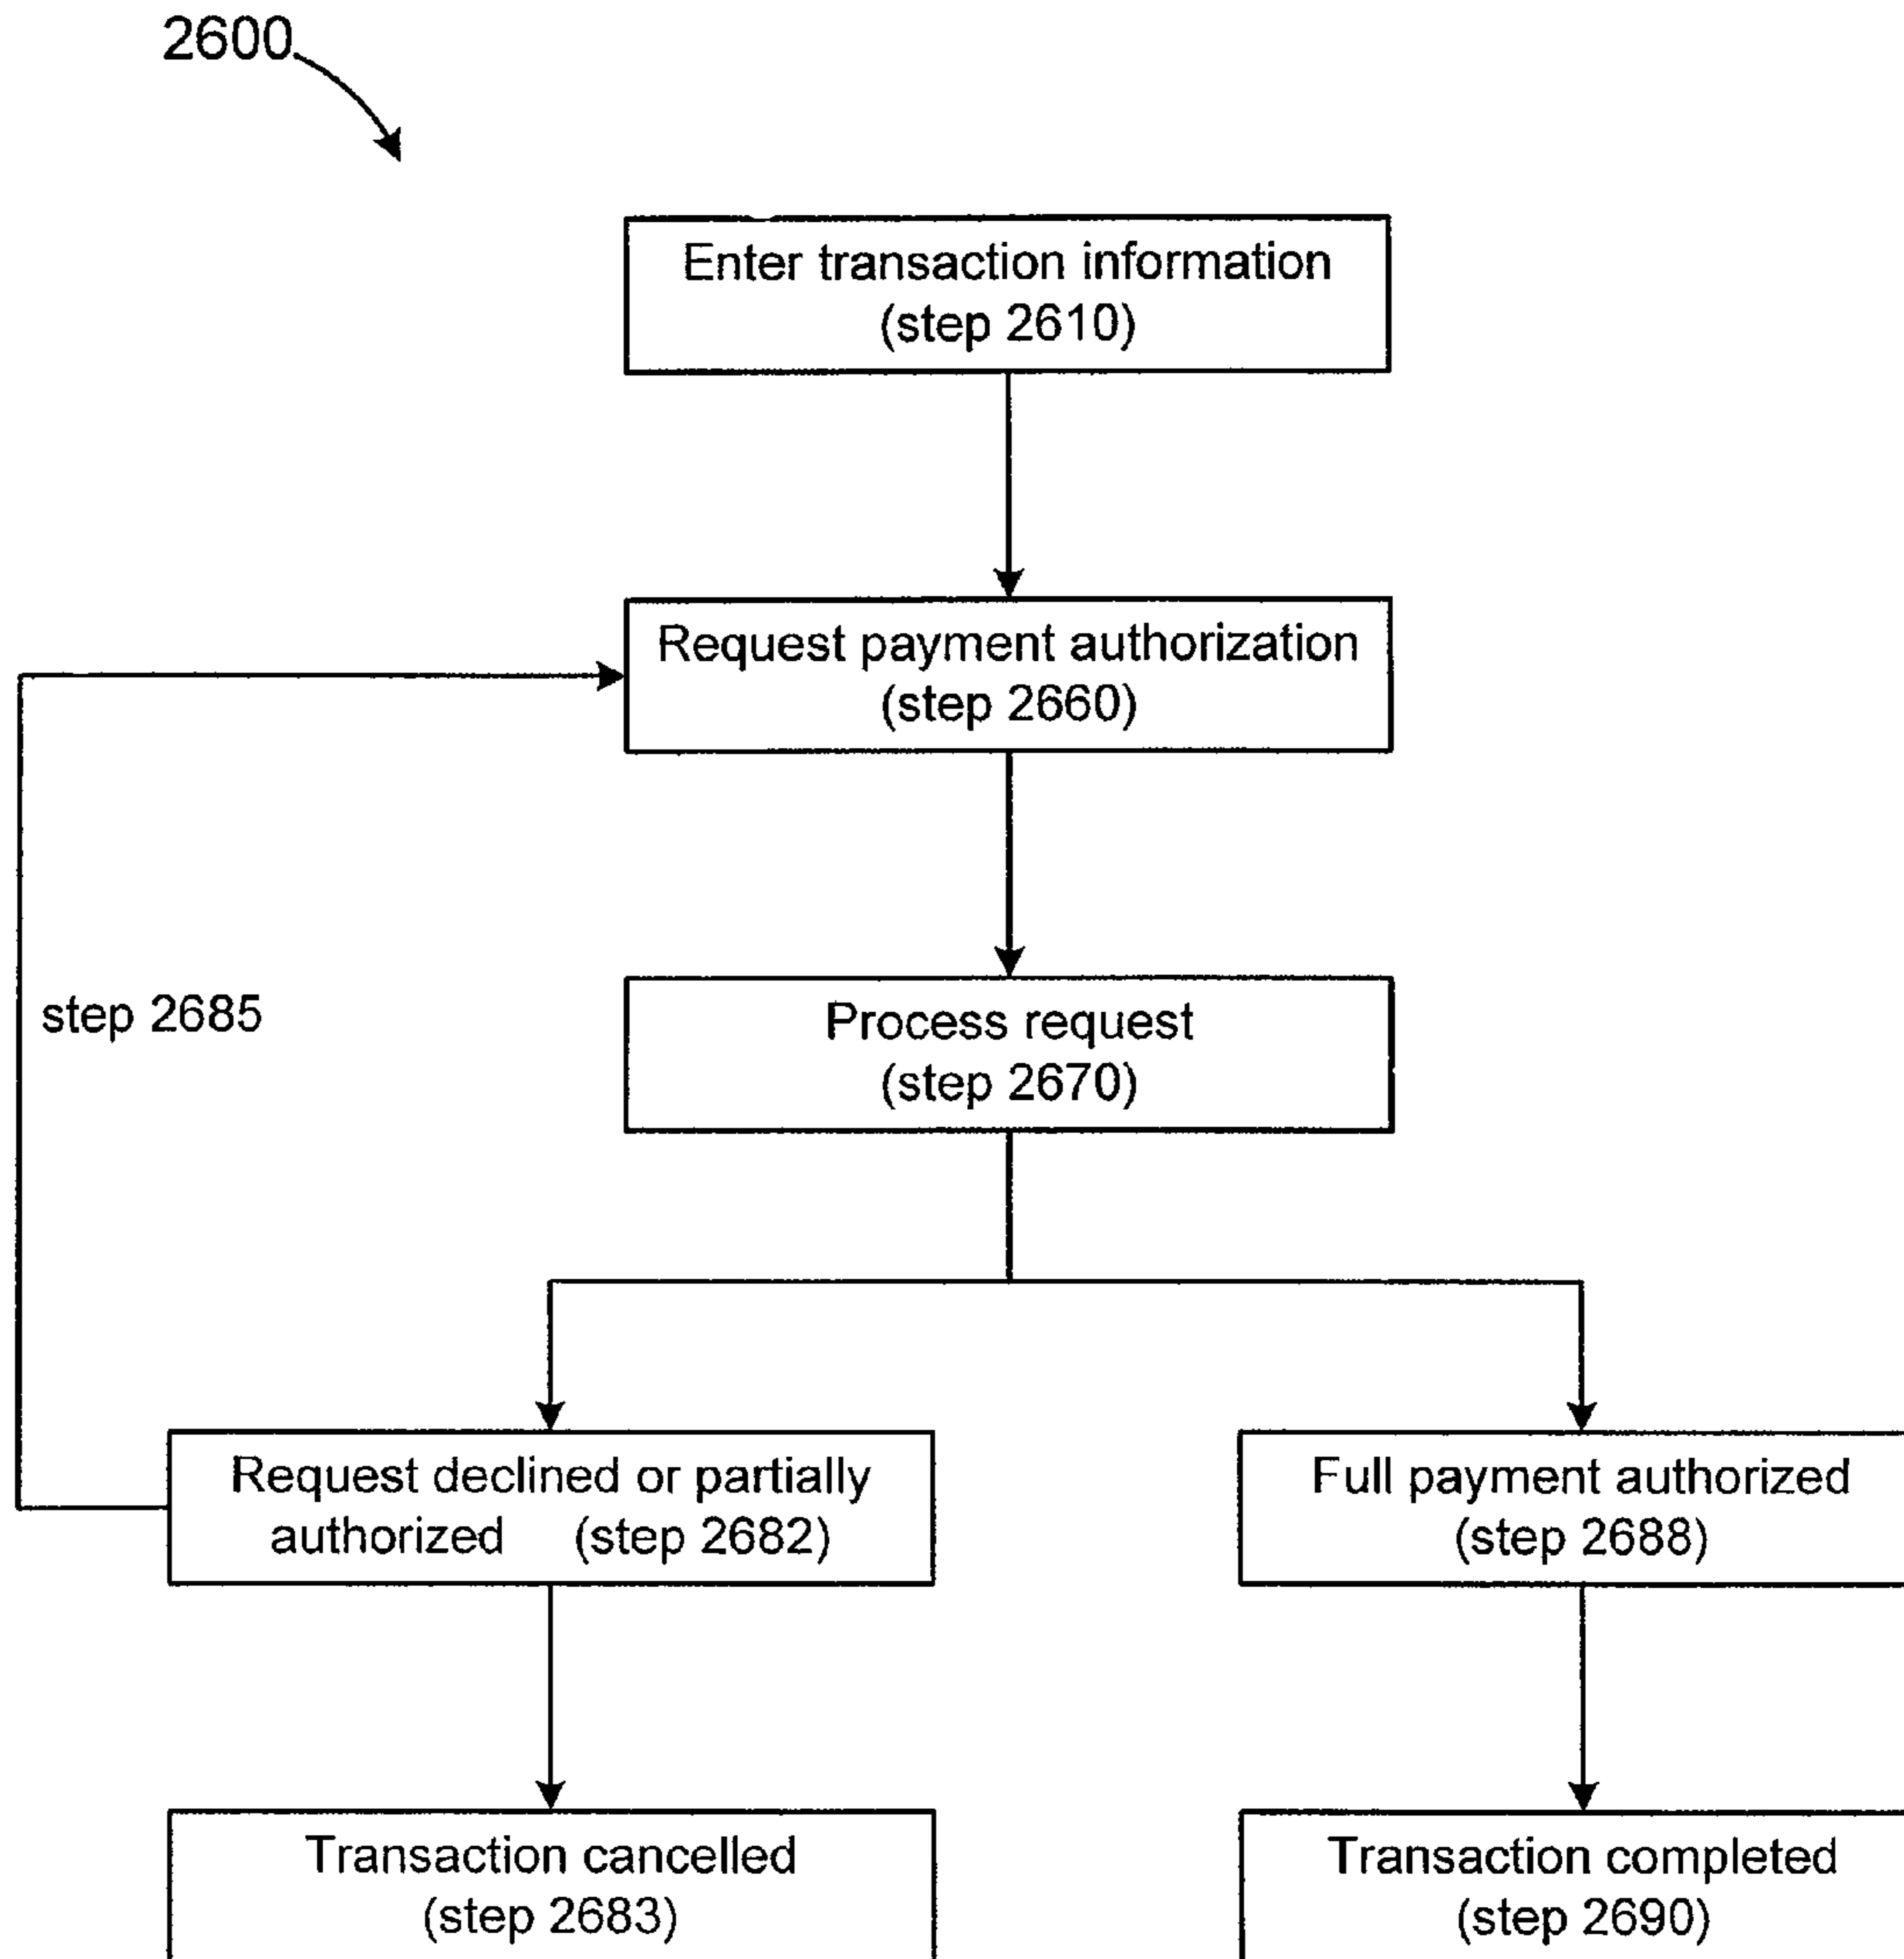 2600
Enter transaction information
(step 2610)
Request payment authorization
(step 2660)
Process request
(step 2670)
step 2685
Request declined or partially
authorized (step 2682)
Full payment authorized
(step 2688)
Transaction cancelled
(step 2683)
Transaction completed
(step 2690)